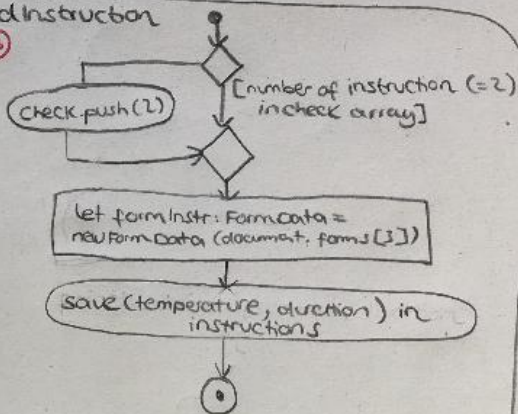 dInstruction
[number of instruction (=2)
in check array]
check.push(2)
let formInstr: FormData =
new FormData (document. forms [3])
save (temperature, duration) in
instructions